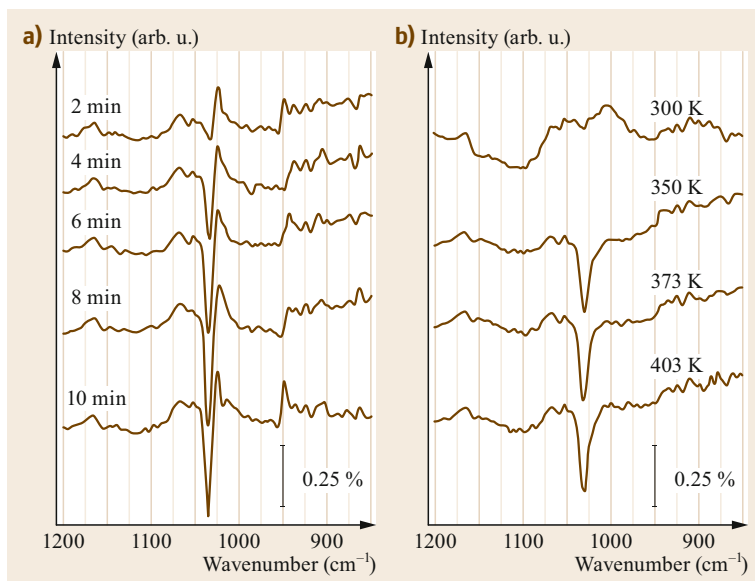 a) Intensity (arb. u.)
2 min
4 min
6 min
8 min
10 min
0.25 %
1200 1100 1000 900
Wavenumber (cm⁻¹)
b) Intensity (arb. u.)
300 K
350 K
373 K
403 K
0.25 %
1200 1100 1000 900
Wavenumber (cm⁻¹)